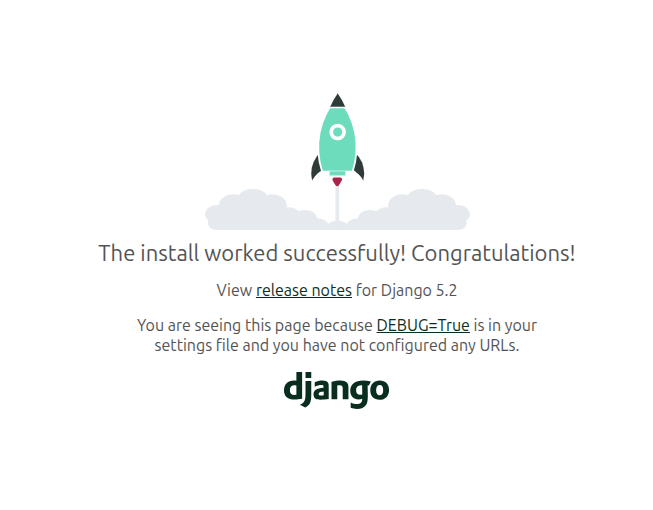 The install worked successfully! Congratulations!
View release notes for Django 5.2
You are seeing this page because DEBUG=True is in your
settings file and you have not configured any URLs.
django